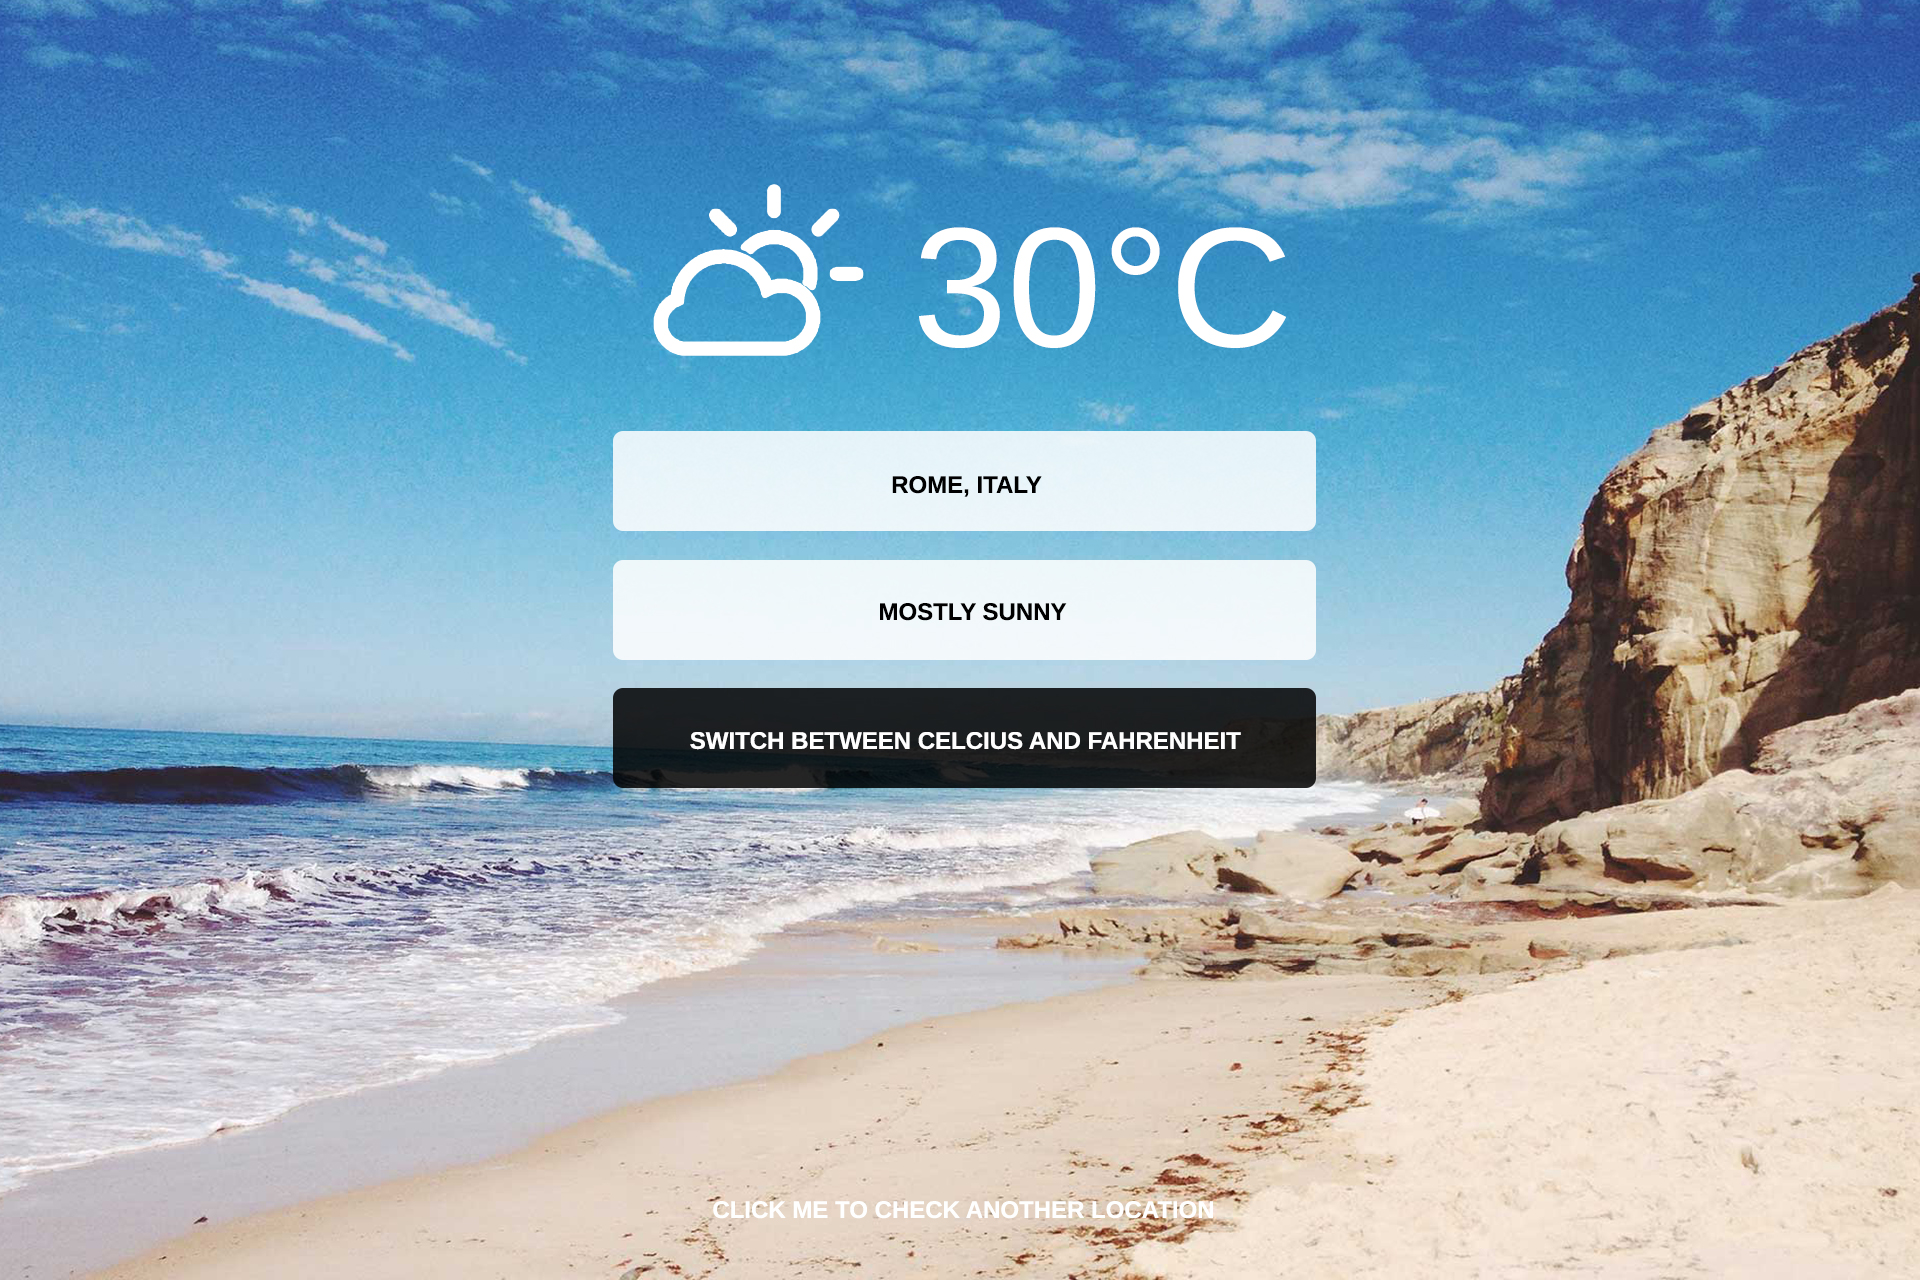 30°C
ROME, ITALY
MOSTLY SUNNY
SWITCH BETWEEN CELCIUS AND FAHRENHEIT
CLICK ME TO CHECK ANOTHER LOCATION